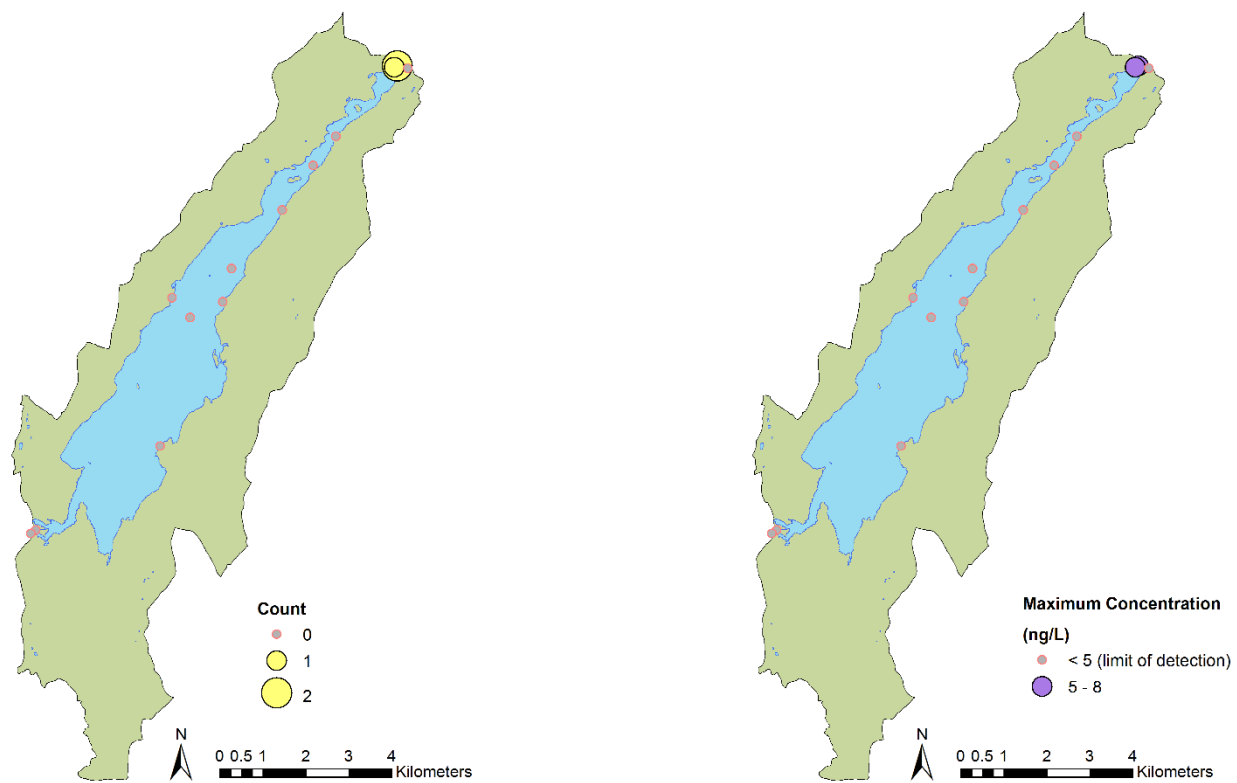 Count
0
1
2
N
0 0.5 1 2 3 4
Kilometers
Maximum Concentration
(ng/L)
< 5 (limit of detection)
5 - 8
N
0 0.5 1 2 3 4
Kilometers